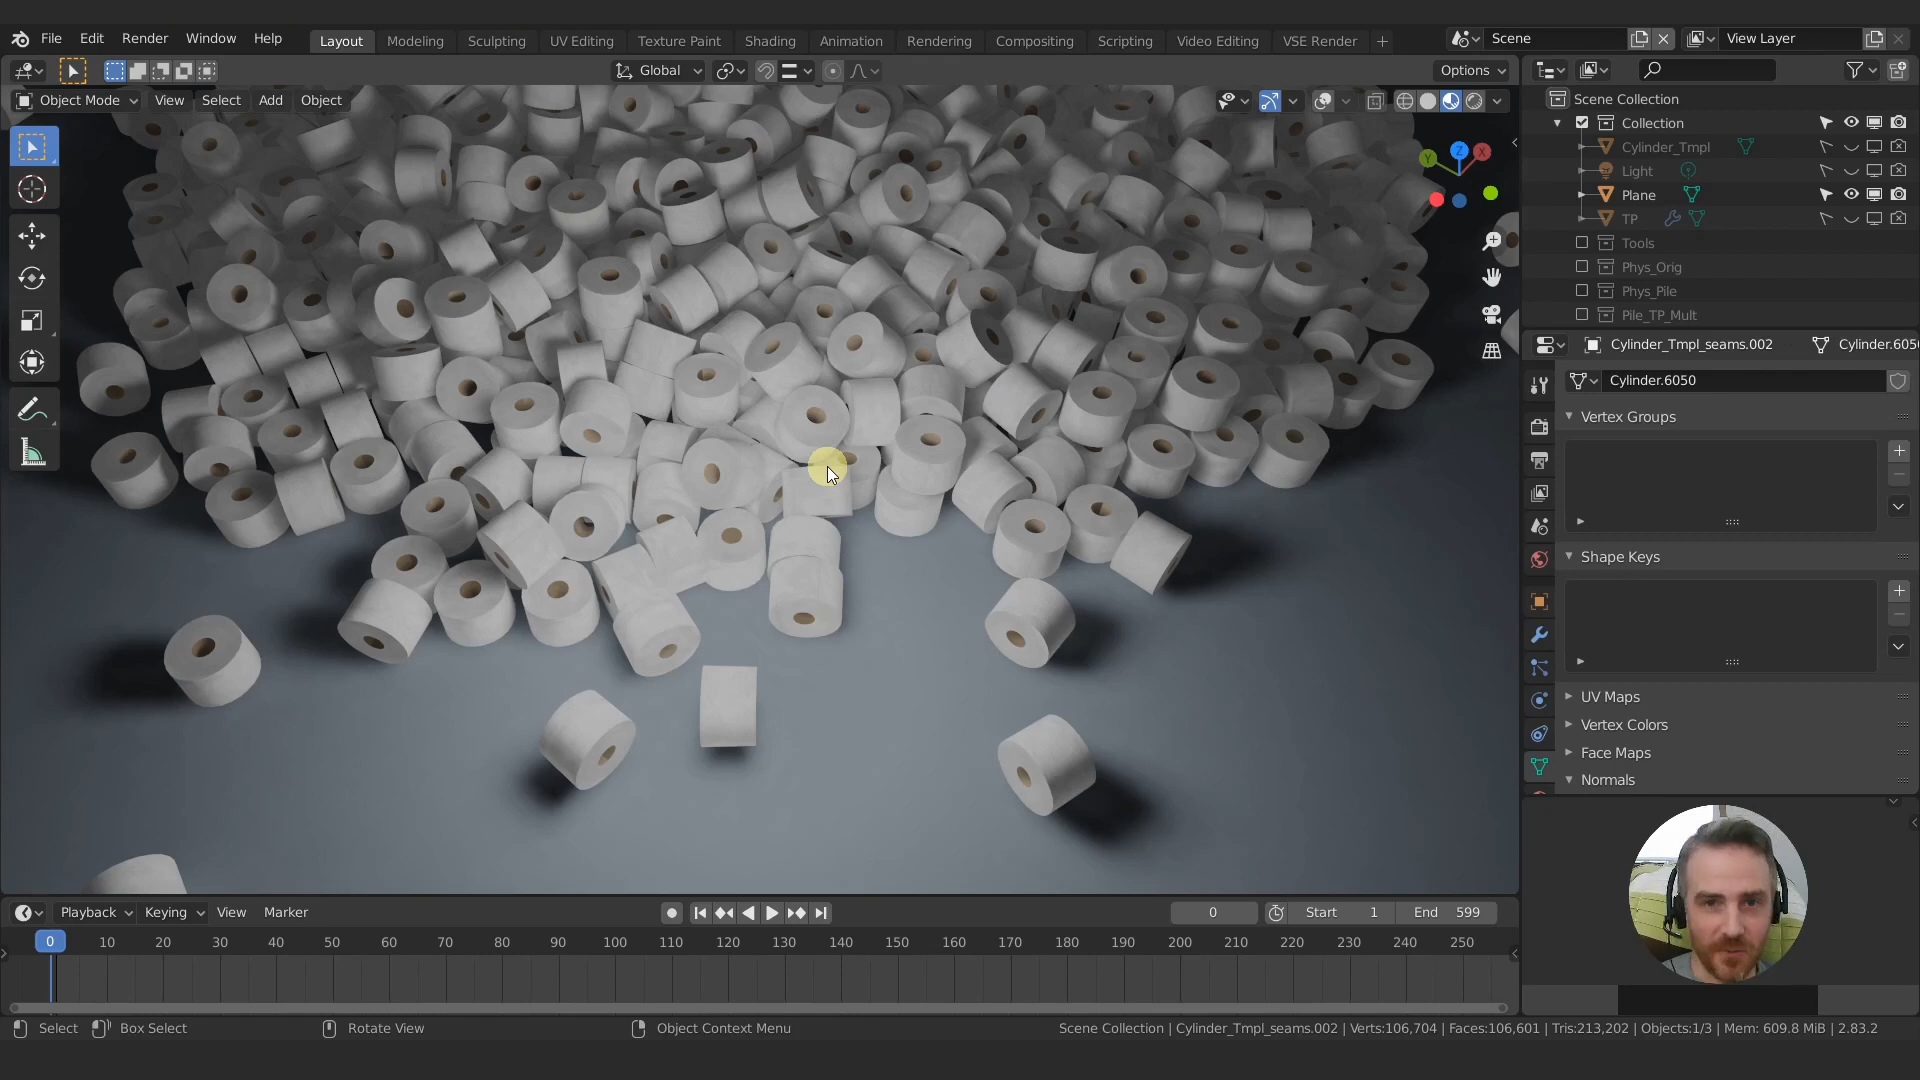 File Edit Render Window Help Layout Modeling Sculpting UV Editing Texture Paint Shading Animation Rendering Compositing Scripting Video Editing VSE Render + Scene View Layer
Global Options
Object Mode View Select Add Object
Y Z X
Scene Collection
Collection
Cylinder_Tmpl
Light
Plane
TP
Tools
Phys_Orig
Phys_Pile
Pile_TP_Mult
Cylinder_Tmpl_seams.002 Cylinder.605
Cylinder.6050
Vertex Groups
Shape Keys
UV Maps
Vertex Colors
Face Maps
Normals
Playback Keying View Marker 0 Start 1 End 599
0 10 20 30 40 50 60 70 80 90 100 110 120 130 140 150 160 170 180 190 200 210 220 230 240 250
Select Box Select Rotate View Object Context Menu Scene Collection | Cylinder_Tmpl_seams.002 | Verts:106,704 | Faces:106,601 | Tris:213,202 | Objects:1/3 | Mem: 609.8 MiB | 2.83.2